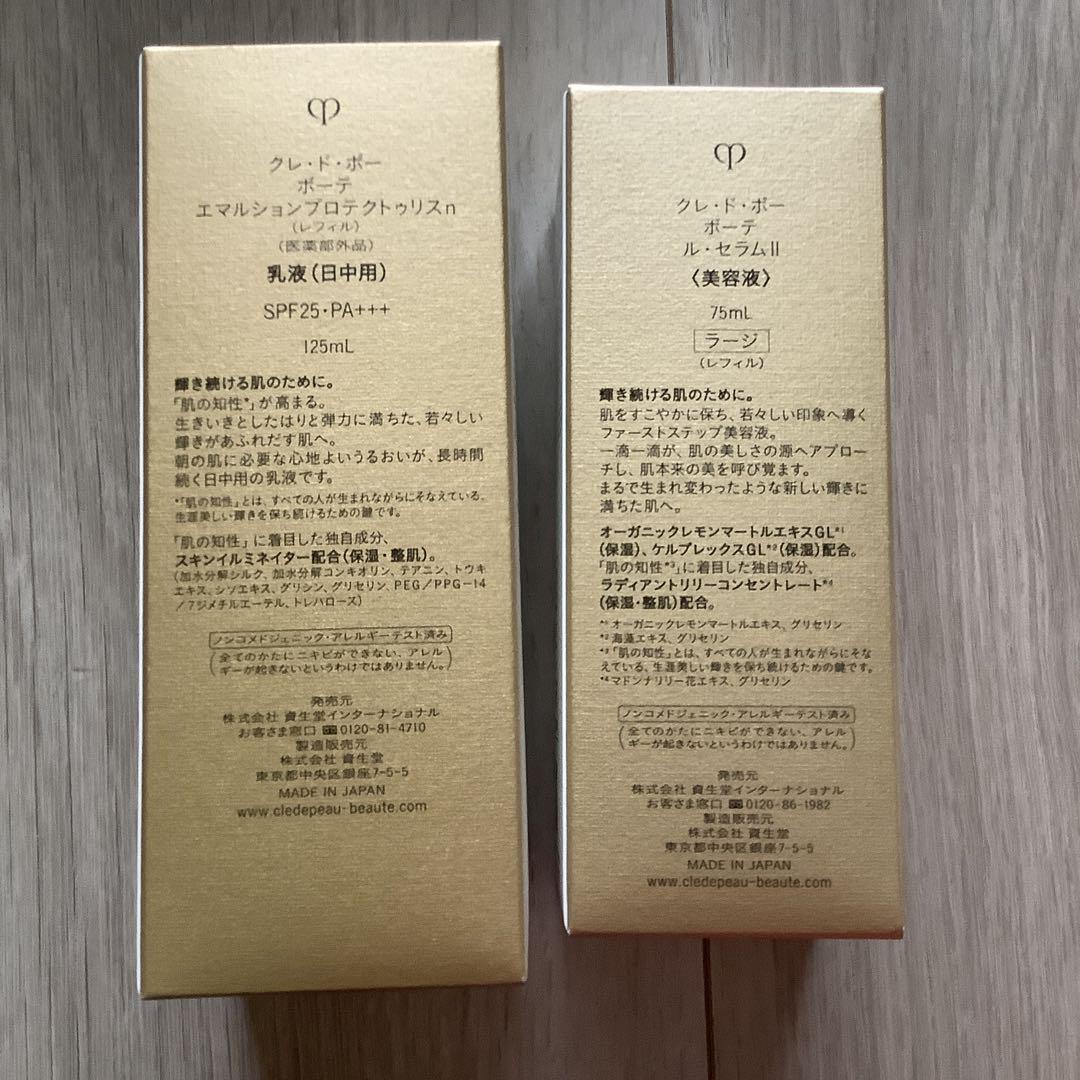 クレ・ド・ポー
ボーテ
エマルションプロテクトゥリスn
(レフィル)
(医薬部外品)
乳液(日中用)
SPF25・PA+++
125mL
輝き続ける肌のために。
「肌の知性*」が高まる。
生きいきとしたはりと弾力に満ちた、若々しい
輝きがあふれだす肌へ。
朝の肌に必要な心地よいうるおいが、長時間
続く日中用の乳液です。
*「肌の知性」とは、すべての人が生まれながらにそなえている、
生涯美しい輝きを保ち続けるための鍵です。
「肌の知性」に着目した独自成分、
スキンイルミネイター配合(保湿・整肌)。
(加水分解シルク、加水分解コンキオリン、テアニン、トウキ
エキス、シソエキス、グリシン、グリセリン、PEG/PPG-14
/7ジメチルエーテル、トレハロース)
ノンコメドジェニック・アレルギーテスト済み
(全てのかたにニキビができない、アレル
ギーが起きないというわけではありません。)
発売元
株式会社 資生堂インターナショナル
お客さま窓口 0120-81-4710
製造販売元
株式会社 資生堂
東京都中央区銀座7-5-5
MADE IN JAPAN
www.cledepeau-beaute.com
クレ・ド・ポー
ボーテ
ル・セラムII
〈美容液〉
75mL
ラージ
(レフィル)
輝き続ける肌のために。
肌をすこやかに保ち、若々しい印象へ導く
ファーストステップ美容液。
一滴一滴が、肌の美しさの源へアプロー
チし、肌本来の美を呼び覚ます。
まるで生まれ変わったような新しい輝きに
満ちた肌へ。
オーガニックレモンマートルエキスGL*1
(保湿)、ケルプレックスGL*2(保湿)配合。
「肌の知性*3」に着目した独自成分、
ラディアントリリーコンセントレート*4
(保湿・整肌)配合。
*1 オーガニックレモンマートルエキス、グリセリン
*2 海藻エキス、グリセリン
*3「肌の知性」とは、すべての人が生まれながらにそな
えている、生涯美しい輝きを保ち続けるための鍵です。
*4 マドンナリリー花エキス、グリセリン
ノンコメドジェニック・アレルギーテスト済み
(全てのかたにニキビができない、アレル
ギーが起きないというわけではありません。)
発売元
株式会社 資生堂インターナショナル
お客さま窓口 0120-86-1982
製造販売元
株式会社 資生堂
東京都中央区銀座7-5-5
MADE IN JAPAN
www.cledepeau-beaute.com